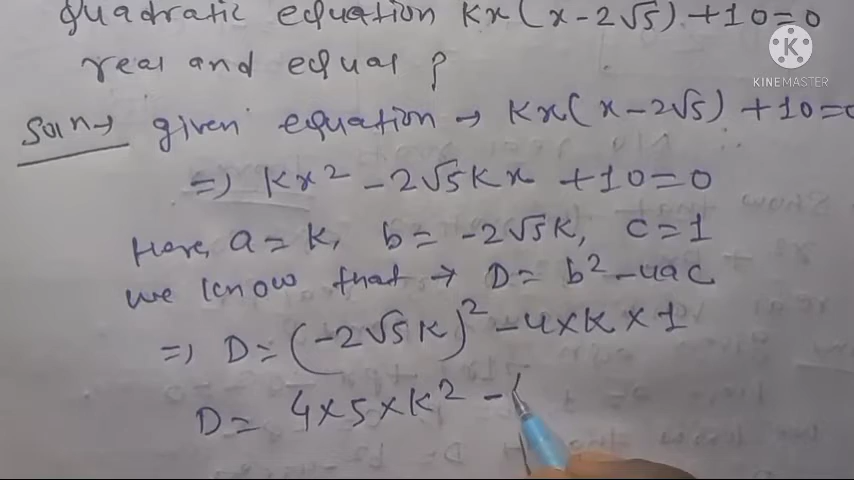 quadratic equation Kx(x-2√5)+10=0
real and equal ?
KINEMASTER
Soln→ given equation → Kx(x-2√5)+10=0
=) Kx² -2√5Kx +10=0
Here, a=K, b=-2√5K, c=1
we know that → D=b²-4ac
=) D=(-2√5K)²-4×K×1
D= 4×5×K² -